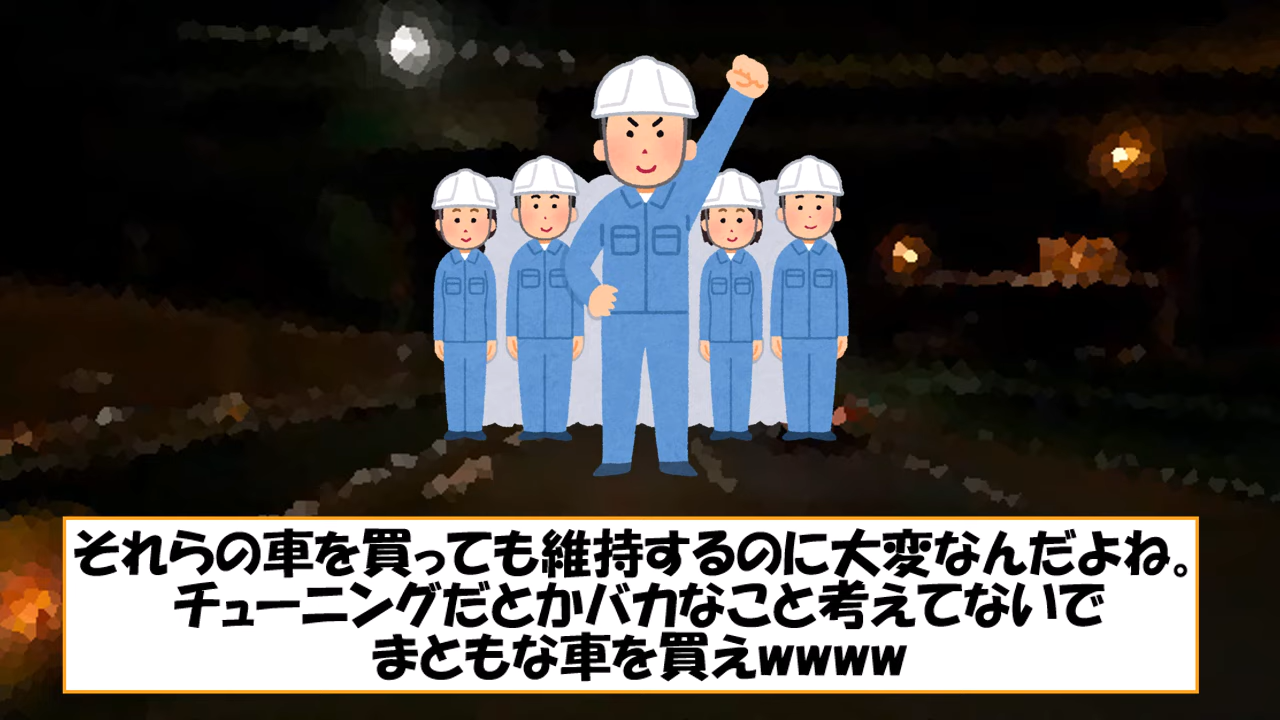 それらの車を買っても維持するのに大変なんだよね。
チューニングだとかバカなこと考えてないで
まともな車を買えwwww